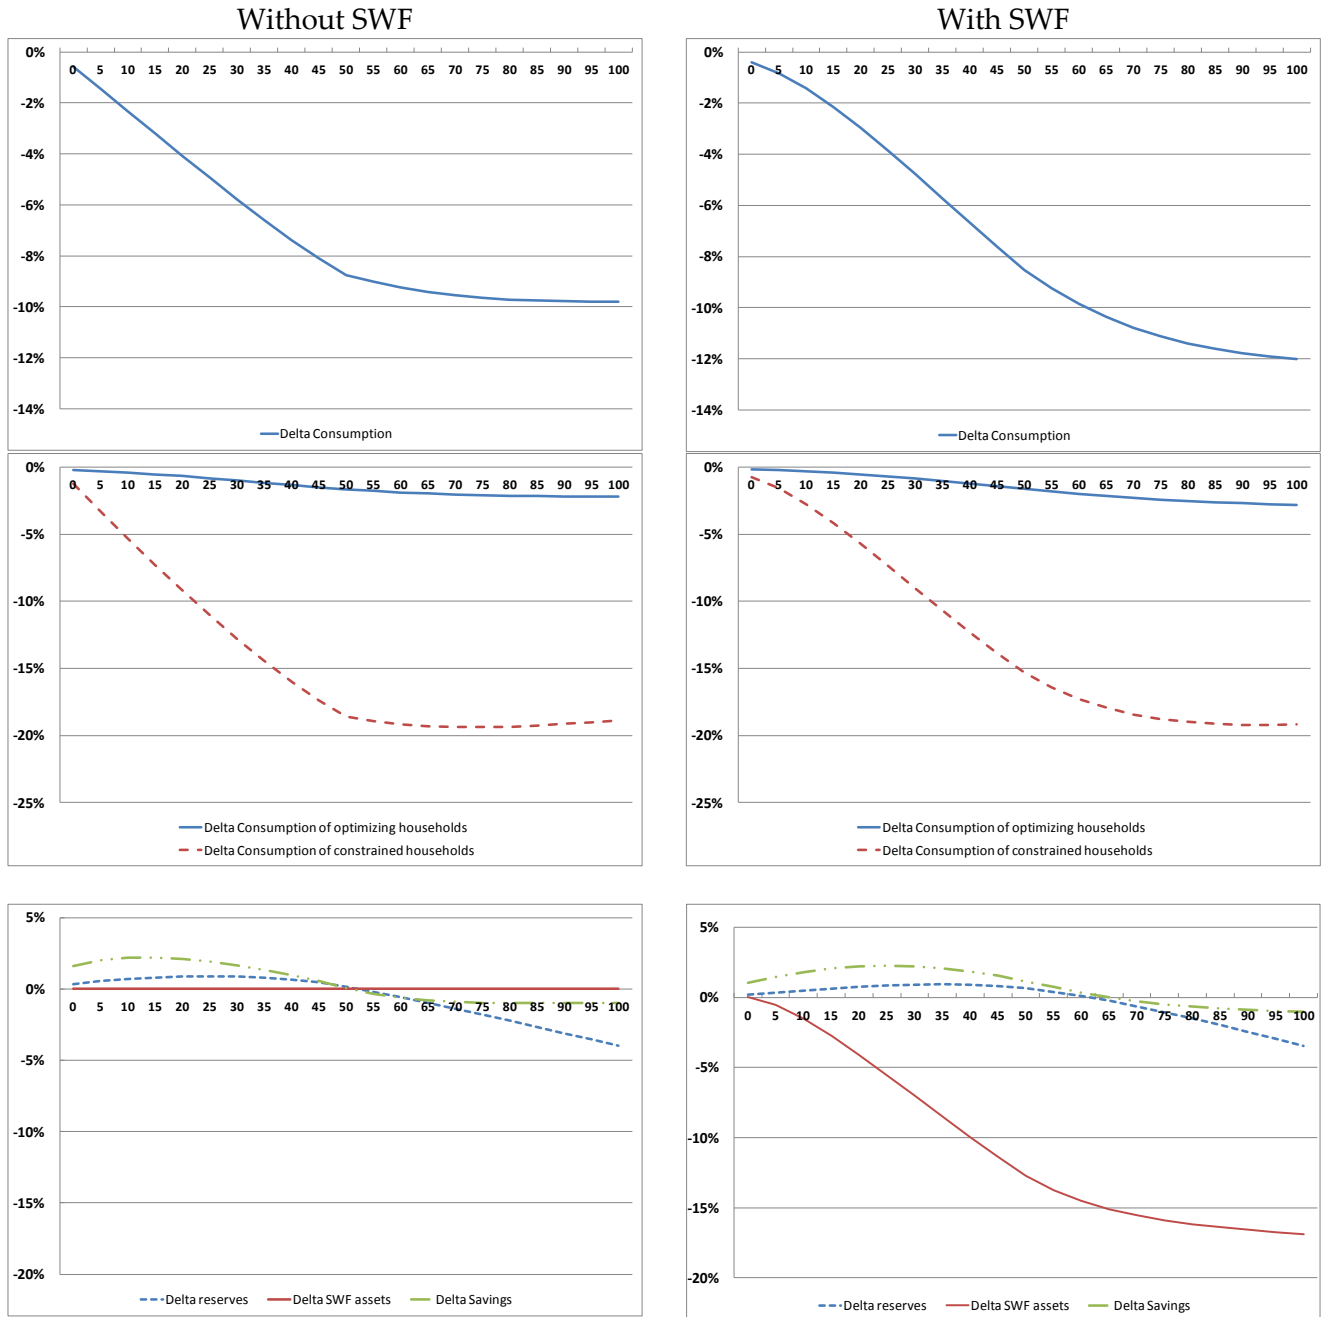 Without SWF
With SWF
0%
-2%
-4%
-6%
-8%
-10%
-12%
-14%
0 5 10 15 20 25 30 35 40 45 50 55 60 65 70 75 80 85 90 95 100
Delta Consumption
0%
-2%
-4%
-6%
-8%
-10%
-12%
-14%
0 5 10 15 20 25 30 35 40 45 50 55 60 65 70 75 80 85 90 95 100
Delta Consumption
0%
-5%
-10%
-15%
-20%
-25%
0 5 10 15 20 25 30 35 40 45 50 55 60 65 70 75 80 85 90 95 100
Delta Consumption of optimizing households
Delta Consumption of constrained households
0%
-5%
-10%
-15%
-20%
-25%
0 5 10 15 20 25 30 35 40 45 50 55 60 65 70 75 80 85 90 95 100
Delta Consumption of optimizing households
Delta Consumption of constrained households
5%
0%
-5%
-10%
-15%
-20%
0 5 10 15 20 25 30 35 40 45 50 55 60 65 70 75 80 85 90 95 100
Delta reserves Delta SWF assets Delta Savings
5%
0%
-5%
-10%
-15%
-20%
0 5 10 15 20 25 30 35 40 45 50 55 60 65 70 75 80 85 90 95 100
Delta reserves Delta SWF assets Delta Savings